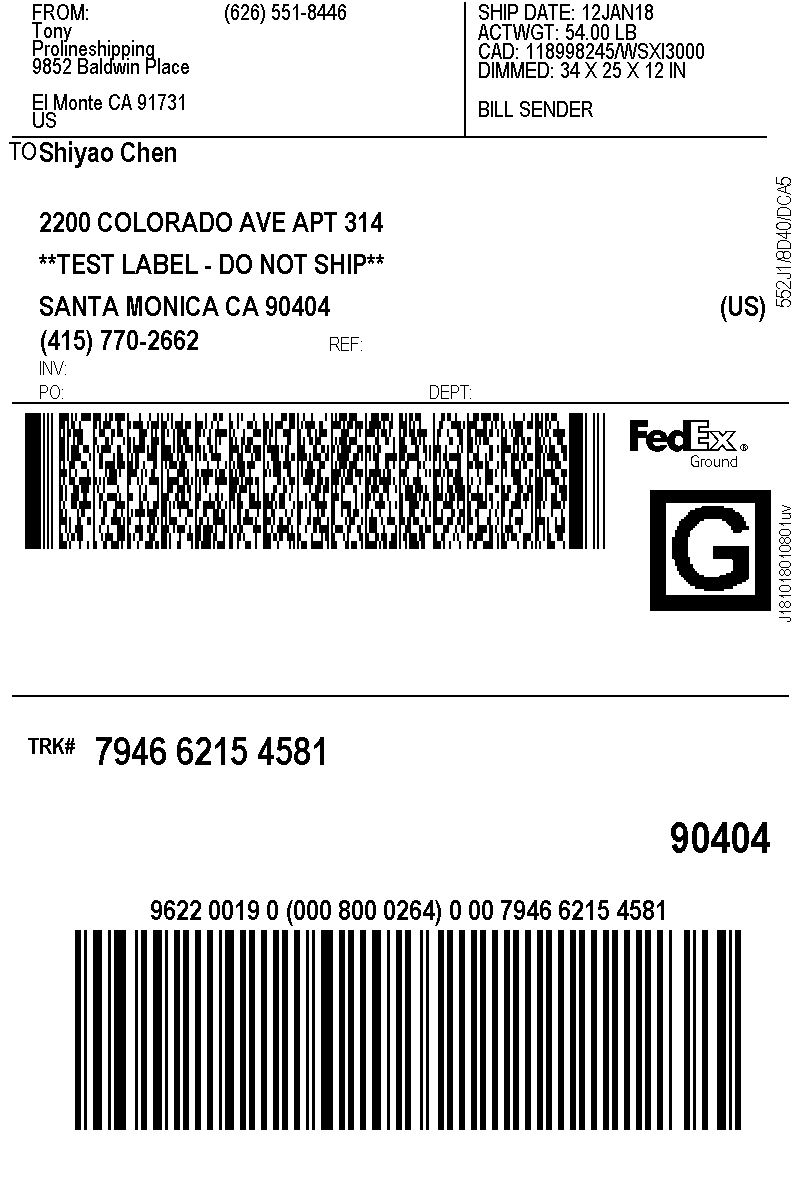 FROM: (626) 551-8446
Tony
Prolineshipping
9852 Baldwin Place
El Monte CA 91731
US
SHIP DATE: 12JAN18
ACTWGT: 54.00 LB
CAD: 118998245/WSXI3000
DIMMED: 34 X 25 X 12 IN
BILL SENDER
TO Shiyao Chen
2200 COLORADO AVE APT 314
**TEST LABEL - DO NOT SHIP**
SANTA MONICA CA 90404 (US)
(415) 770-2662 REF:
INV:
PO: DEPT:
552J1/8D40/DCA5
FedEx ®
Ground
G
J181018010801uv
TRK# 7946 6215 4581
90404
9622 0019 0 (000 800 0264) 0 00 7946 6215 4581